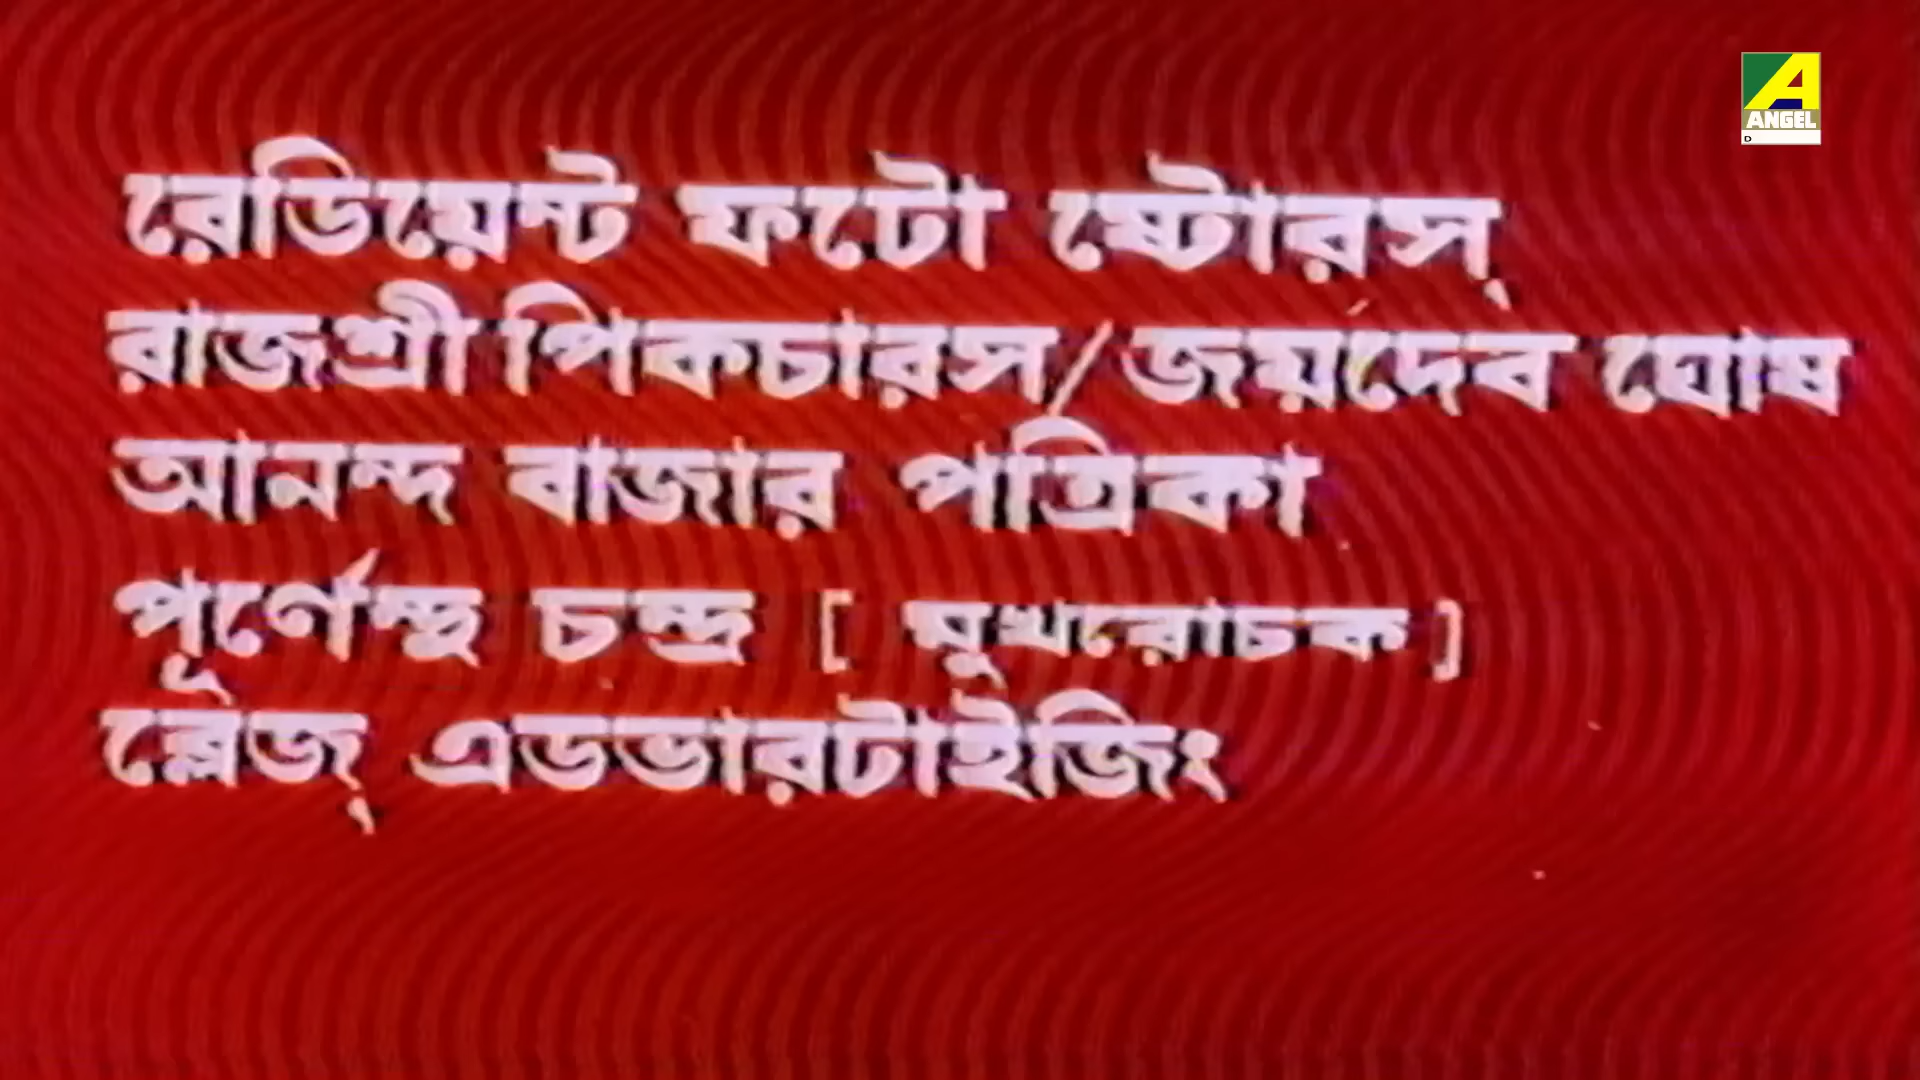 রেডিয়েন্ট ফটো ষ্টোরস্
রাজশ্রী পিকচারস/জয়দেব ঘোষ
আনন্দ বাজার পত্রিকা
পূর্ণেন্দু চন্দ্র [ মুখরোচক ]
ব্লেজ্ এডভারটাইজিং
A
ANGEL
D